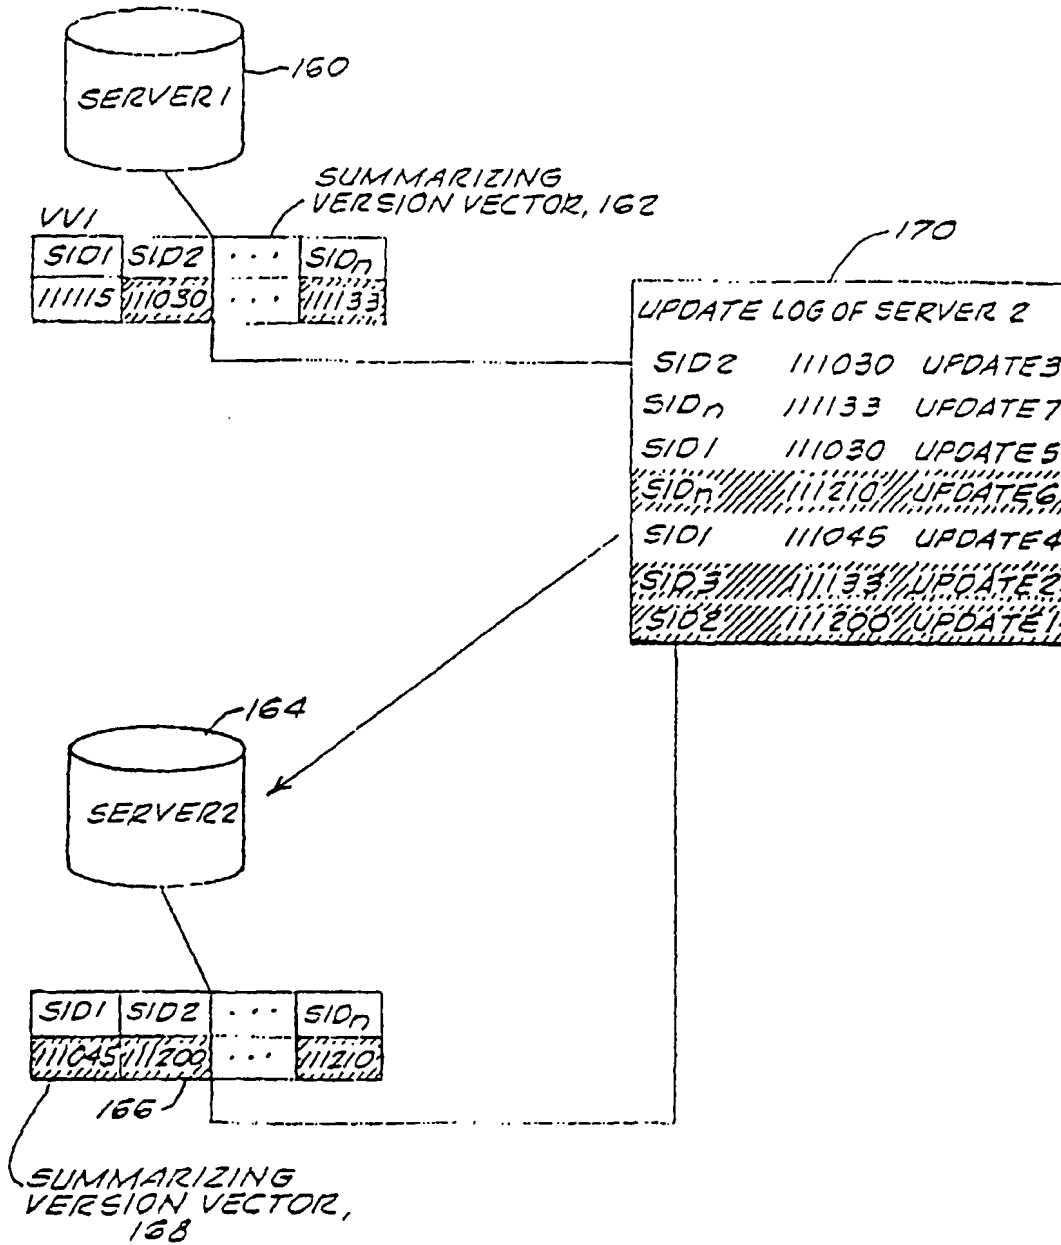 160
SERVER 1
SUMMARIZING
VERSION VECTOR, 162
VV1
SID1 SID2 ... SIDn
111115 111030 ... 111133
170
UPDATE LOG OF SERVER 2
SID2 111030 UPDATE3
SIDn 111133 UPDATE7
SID1 111030 UPDATE5
SIDn 111210 UPDATE6
SID1 111045 UPDATE4
SID3 111133 UPDATE2
SID2 111200 UPDATE1
164
SERVER2
SID1 SID2 ... SIDn
111045 111200 ... 111210
166
SUMMARIZING
VERSION VECTOR,
168